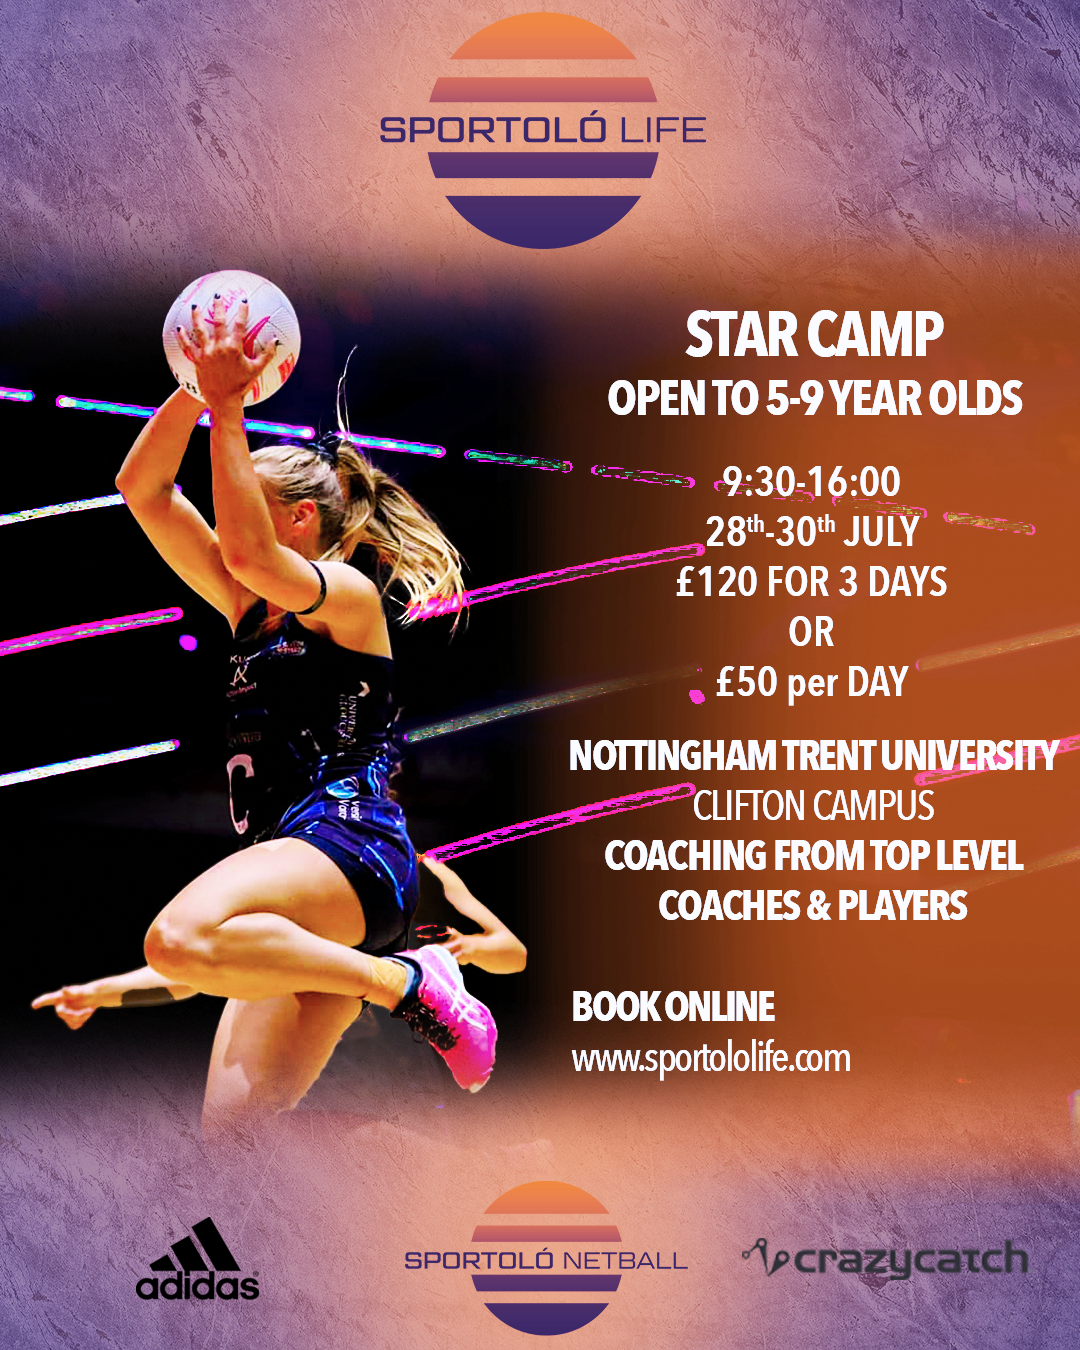 SPORTOLÓ LIFE
STAR CAMP
OPEN TO 5-9 YEAR OLDS
9:30-16:00
28th-30th JULY
£120 FOR 3 DAYS
OR
£50 per DAY
NOTTINGHAM TRENT UNIVERSITY
CLIFTON CAMPUS
COACHING FROM TOP LEVEL
COACHES & PLAYERS
BOOK ONLINE
www.sportololife.com
C
adidas®
SPORTOLÓ NETBALL
crazycatch